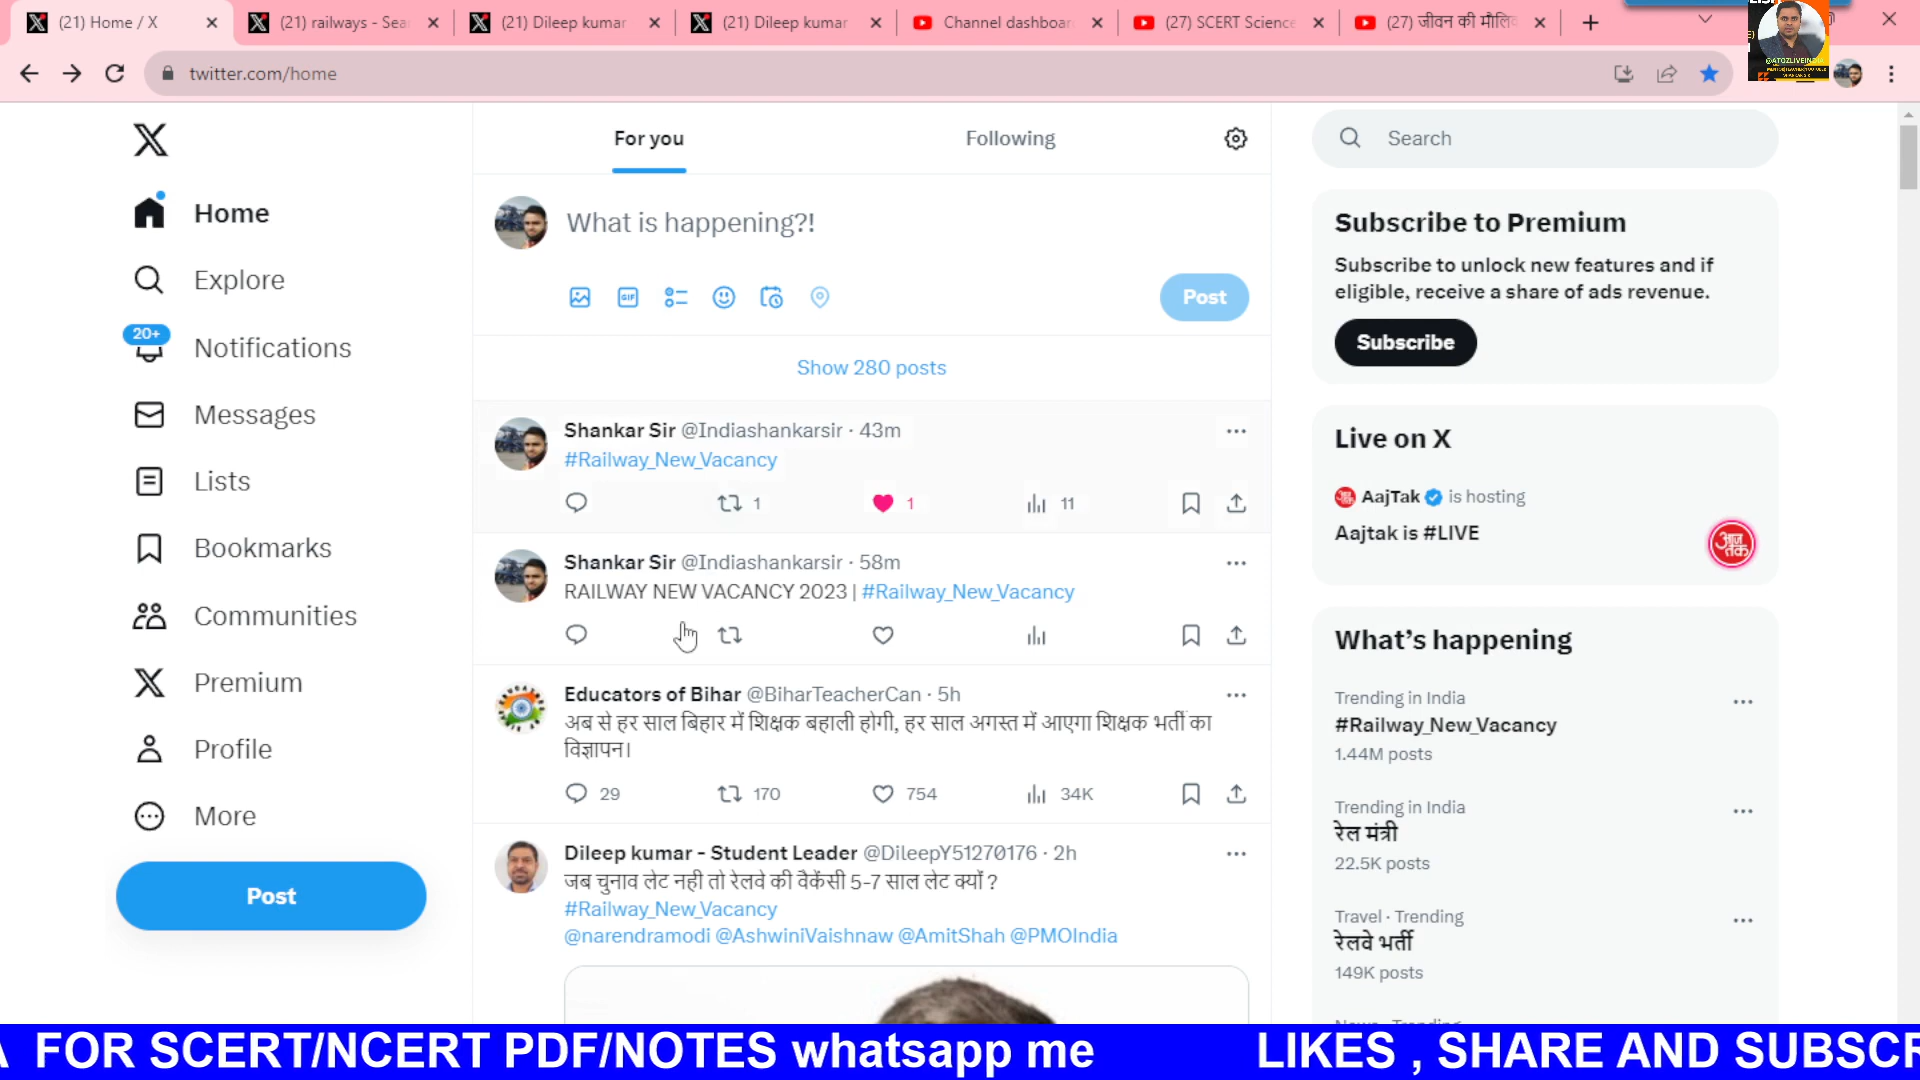 (21) Home / X
(21) railways - Sear
(21) Dileep kumar
(21) Dileep kumar
Channel dashboar
(27) SCERT Science
(27) जीवन की मौलि
twitter.com/home
@ATOZLIVEINDIA
For you
Following
Search
Home
Explore
20+
Notifications
Messages
Lists
Bookmarks
Communities
Premium
Profile
More
Post
What is happening?!
GIF
Post
Show 280 posts
Shankar Sir @Indiashankarsir · 43m
#Railway_New_Vacancy
1 1 11
Shankar Sir @Indiashankarsir · 58m
RAILWAY NEW VACANCY 2023 | #Railway_New_Vacancy
Educators of Bihar @BiharTeacherCan · 5h
अब से हर साल बिहार में शिक्षक बहाली होगी, हर साल अगस्त में आएगा शिक्षक भर्ती का
विज्ञापन।
29 170 754 34K
Dileep kumar - Student Leader @DileepY51270176 · 2h
जब चुनाव लेट नही तो रेलवे की वैकेंसी 5-7 साल लेट क्यों ?
#Railway_New_Vacancy
@narendramodi @AshwiniVaishnaw @AmitShah @PMOIndia
Subscribe to Premium
Subscribe to unlock new features and if
eligible, receive a share of ads revenue.
Subscribe
Live on X
AajTak is hosting
Aajtak is #LIVE
आज तक
What's happening
Trending in India
#Railway_New_Vacancy
1.44M posts
Trending in India
रेल मंत्री
22.5K posts
Travel · Trending
रेलवे भर्ती
149K posts
News · Trending
A FOR SCERT/NCERT PDF/NOTES whatsapp me LIKES , SHARE AND SUBSCR